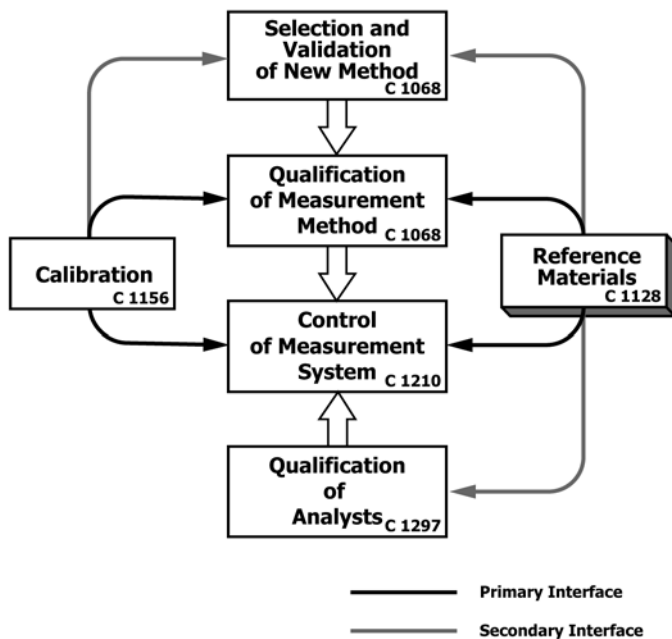 Selection and
Validation
of New Method
C 1068
Qualification
of Measurement
Method
C 1068
Calibration
C 1156
Reference
Materials
C 1128
Control
of Measurement
System
C 1210
Qualification
of
Analysts
C 1297
Primary Interface
Secondary Interface